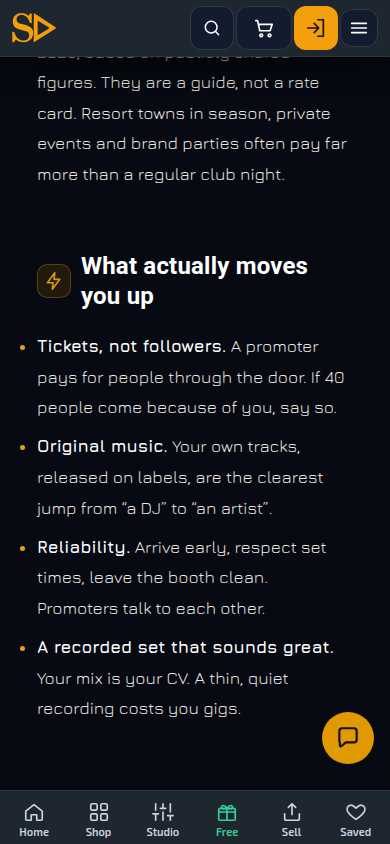 S
figures. They are a guide, not a rate
card. Resort towns in season, private
events and brand parties often pay far
more than a regular club night.
What actually moves
you up
Tickets, not followers. A promoter
pays for people through the door. If 40
people come because of you, say so.
Original music. Your own tracks,
released on labels, are the clearest
jump from “a DJ” to “an artist”.
Reliability. Arrive early, respect set
times, leave the booth clean.
Promoters talk to each other.
A recorded set that sounds great.
Your mix is your CV. A thin, quiet
recording costs you gigs.
Home Shop Studio Free Sell Saved